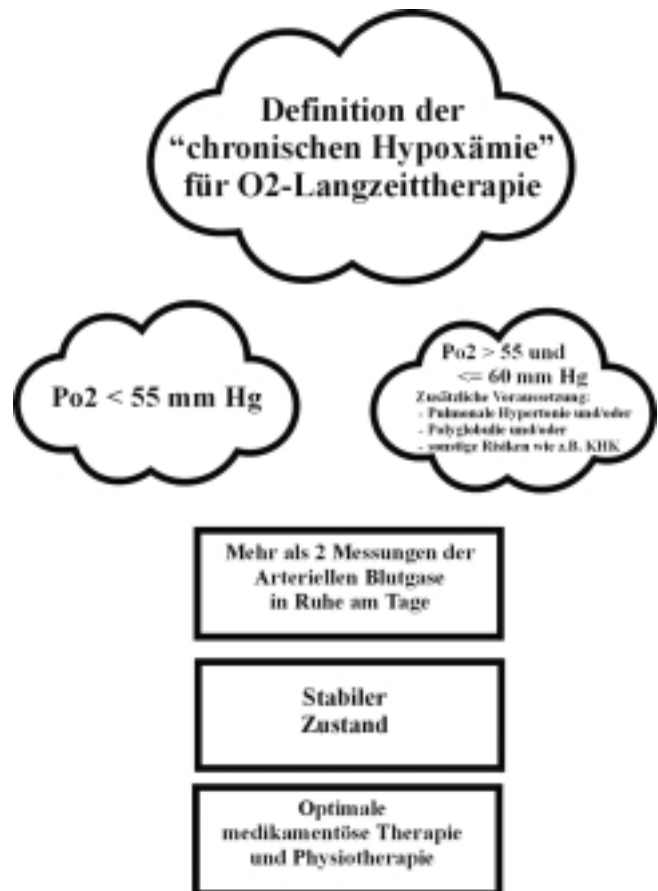 Definition der
“chronischen Hypoxämie”
für O2-Langzeittherapie
Po2 < 55 mm Hg
Po2 > 55 und
<= 60 mm Hg
Zusätzliche Voraussetzung:
- Pulmonale Hypertonie und/oder
- Polyglobulie und/oder
- sonstige Risiken wie z.B. KHK
Mehr als 2 Messungen der
Arteriellen Blutgase
in Ruhe am Tage
Stabiler
Zustand
Optimale
medikamentöse Therapie
und Physiotherapie